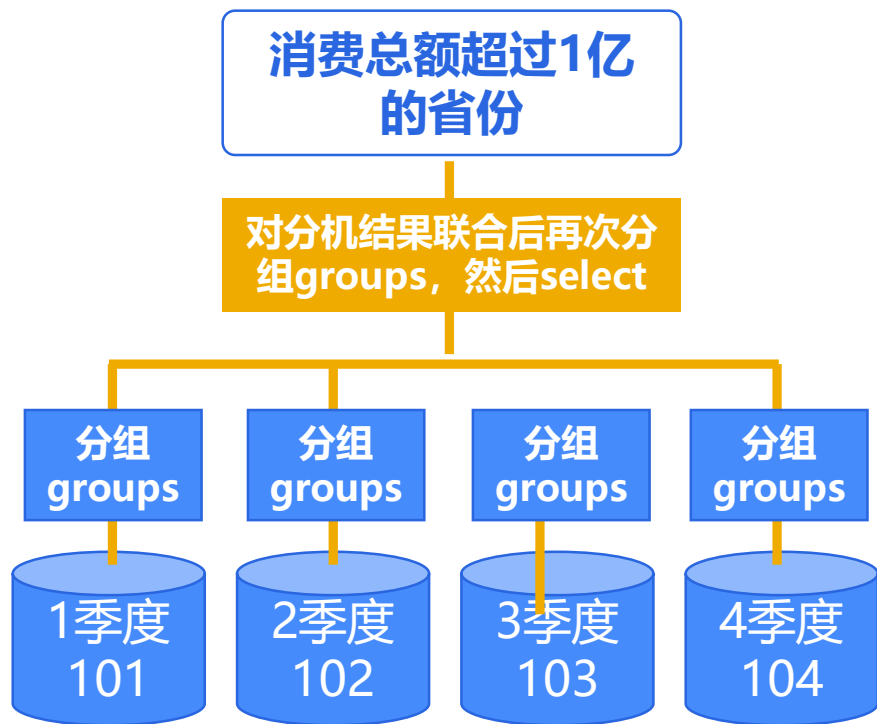 消费总额超过1亿
的省份
对分机结果联合后再次分
组groups，然后select
分组
groups
分组
groups
分组
groups
分组
groups
1季度
101
2季度
102
3季度
103
4季度
104